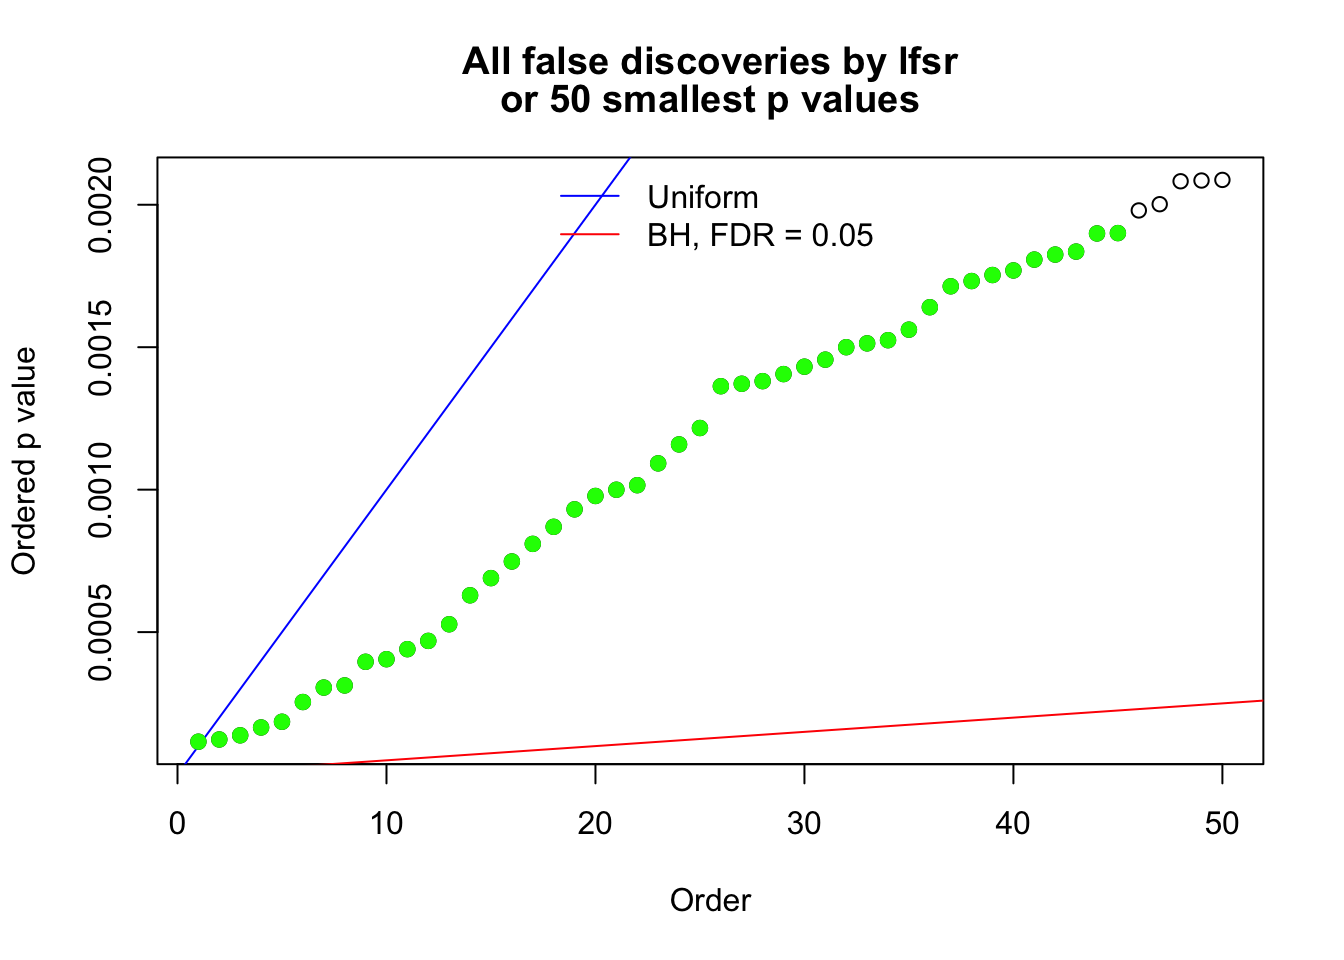 All false discoveries by lfsr
or 50 smallest p values
Uniform
BH, FDR = 0.05
Ordered p value
0.0020
0.0015
0.0010
0.0005
0 10 20 30 40 50
Order